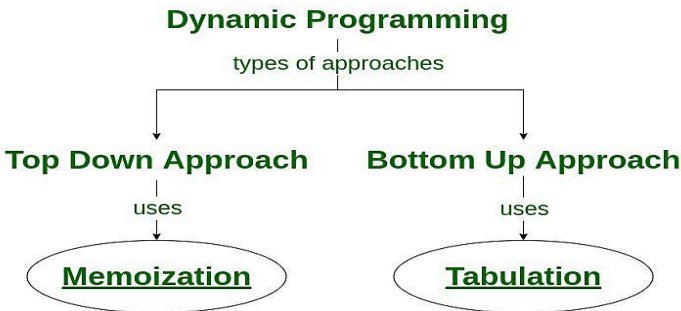 Dynamic Programming
types of approaches
Top Down Approach
Bottom Up Approach
uses
uses
Memoization
Tabulation